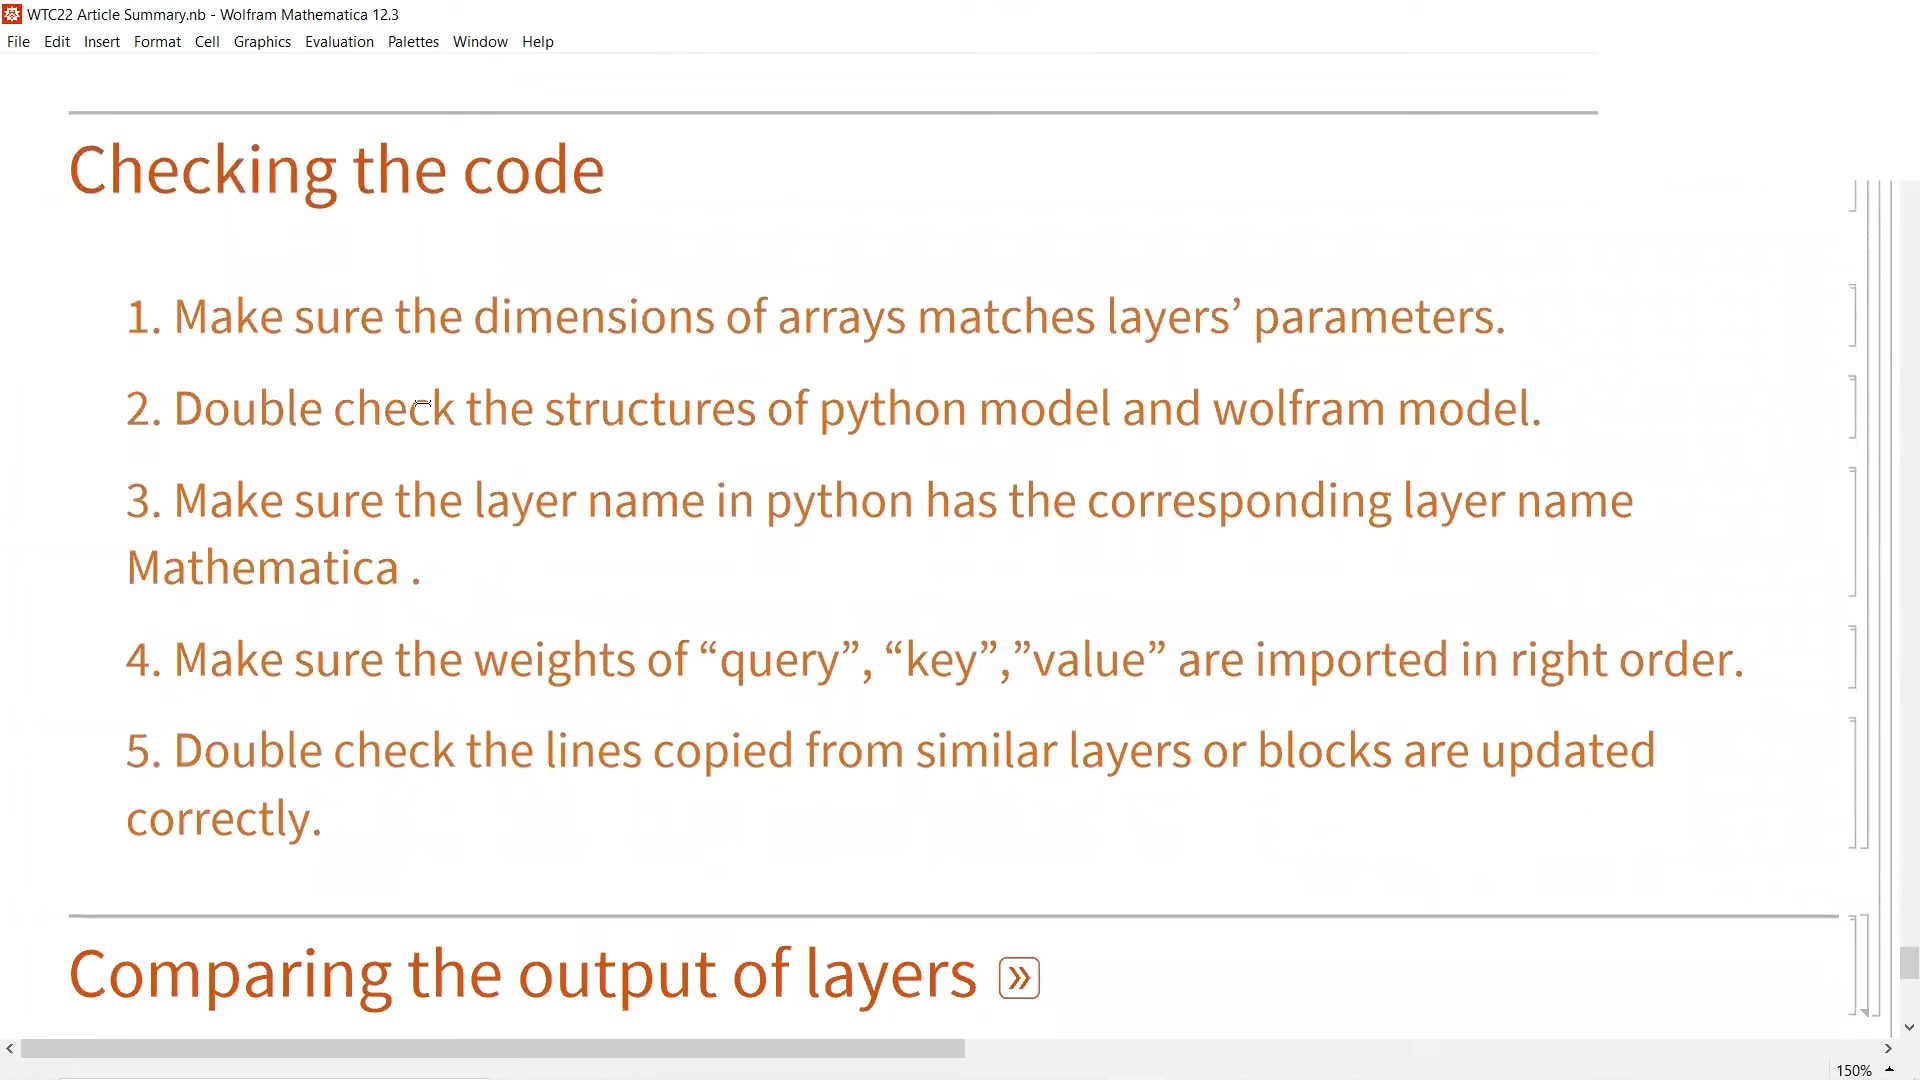 WTC22 Article Summary.nb - Wolfram Mathematica 12.3
File Edit Insert Format Cell Graphics Evaluation Palettes Window Help
Checking the code
1. Make sure the dimensions of arrays matches layers’ parameters.
2. Double check the structures of python model and wolfram model.
3. Make sure the layer name in python has the corresponding layer name
Mathematica .
4. Make sure the weights of “query”, “key”,”value” are imported in right order.
5. Double check the lines copied from similar layers or blocks are updated
correctly.
Comparing the output of layers »
150%